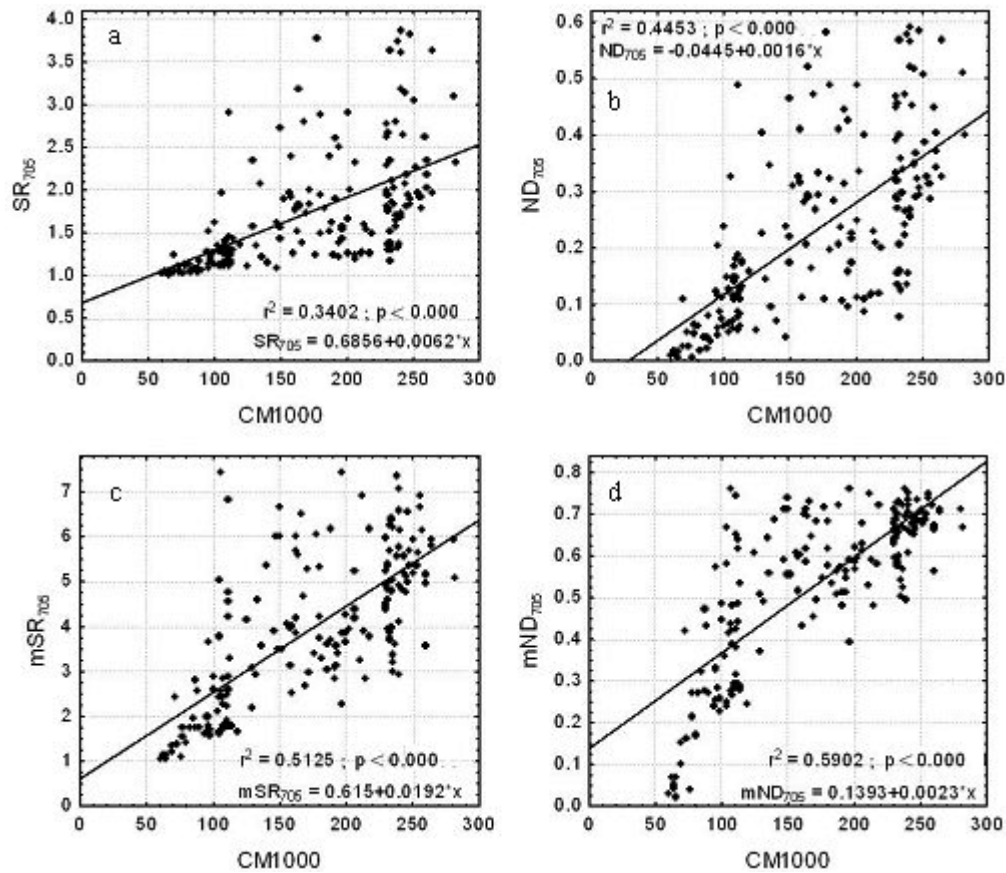 a
4.0
3.5
3.0
2.5
2.0
1.5
1.0
0.5
0.0
SR705
r² = 0.3402 ; p < 0.000
SR705 = 0.6856+0.0062*x
0 50 100 150 200 250 300
CM1000
r² = 0.4453 ; p < 0.000
ND705 = -0.0445+0.0016*x
b
0.6
0.5
0.4
0.3
0.2
0.1
0.0
ND705
0 50 100 150 200 250 300
CM1000
c
7
6
5
4
3
2
1
0
mSR705
r² = 0.5125 ; p < 0.000
mSR705 = 0.615+0.0192*x
0 50 100 150 200 250 300
CM1000
d
0.8
0.7
0.6
0.5
0.4
0.3
0.2
0.1
0.0
mND705
r² = 0.5902 ; p < 0.000
mND705 = 0.1393+0.0023*x
0 50 100 150 200 250 300
CM1000